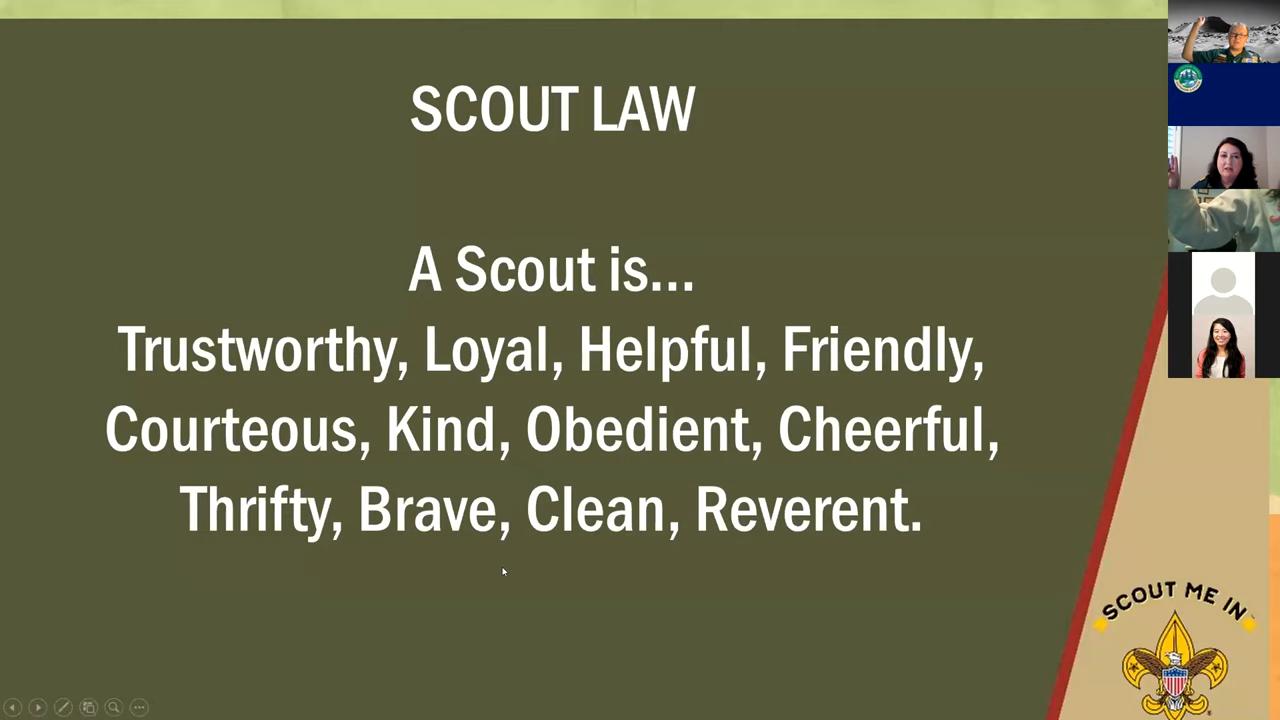 SCOUT LAW
A Scout is...
Trustworthy, Loyal, Helpful, Friendly,
Courteous, Kind, Obedient, Cheerful,
Thrifty, Brave, Clean, Reverent.
SCOUT ME IN